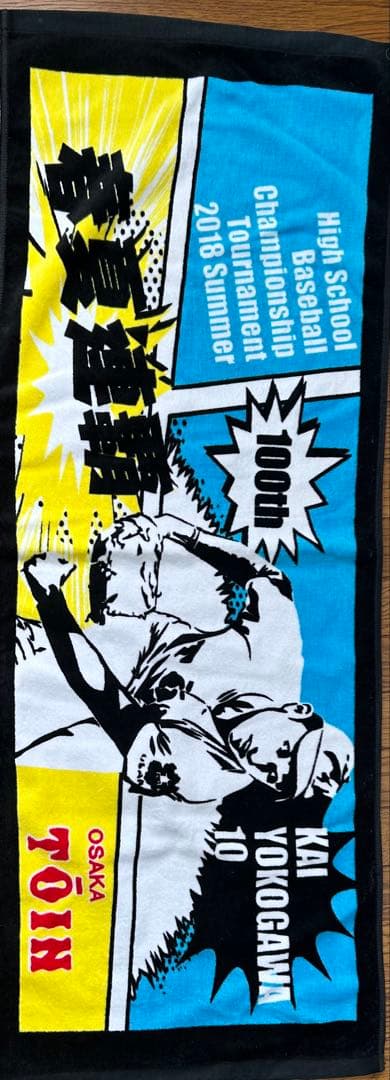 High School
Baseball
Championship
Tournament
2018 Summer
100th
春夏連覇
KAI
YOKOGAWA
10
OSAKA
TŌIN